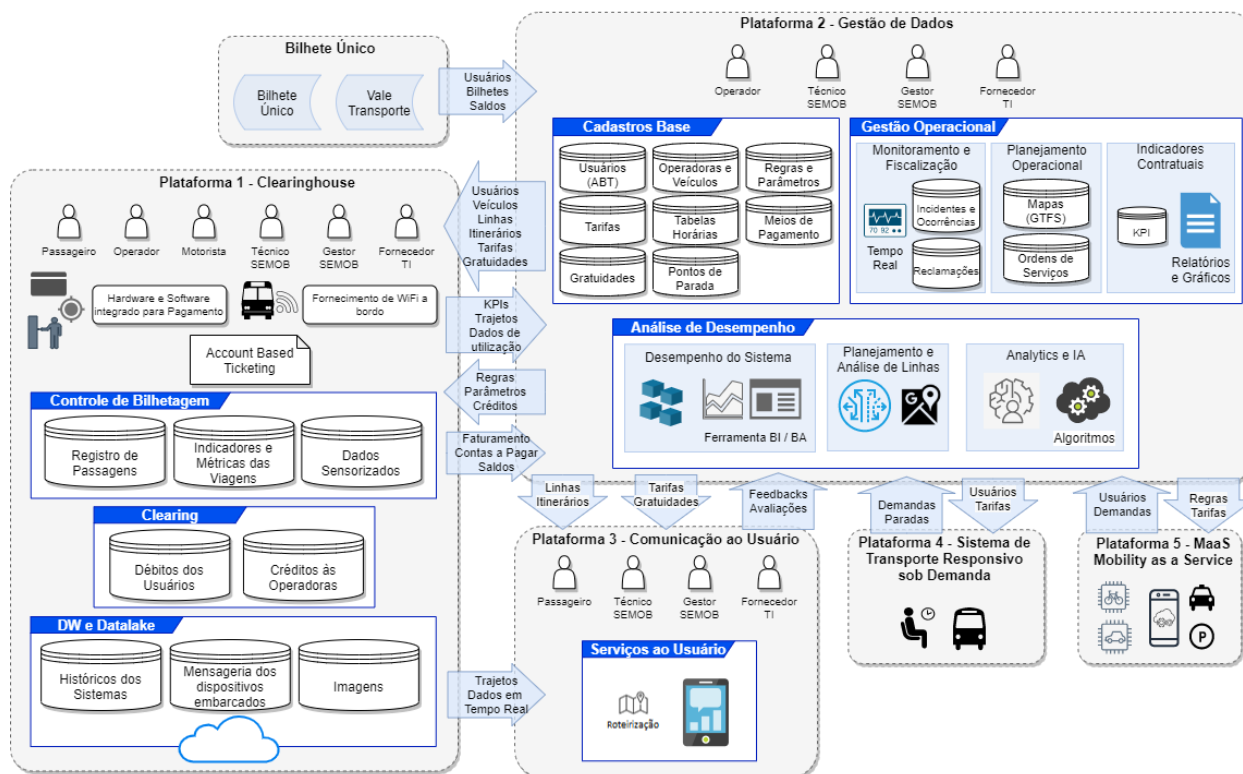 Bilhete Único
Bilhete
Único
Vale
Transporte
Usuários
Bilhetes
Saldos
Plataforma 2 - Gestão de Dados
Operador
Técnico
SEMOB
Gestor
SEMOB
Fornecedor
TI
Cadastros Base
Usuários
(ABT)
Operadoras e
Veículos
Regras e
Parâmetros
Tarifas
Tabelas
Horárias
Meios de
Pagamento
Gratuidades
Pontos de
Parada
Gestão Operacional
Monitoramento e
Fiscalização
70 92
Tempo
Real
Incidentes e
Ocorrências
Reclamações
Planejamento
Operacional
Mapas
(GTFS)
Ordens de
Serviços
Indicadores
Contratuais
KPI
Relatórios
e Gráficos
Análise de Desempenho
Desempenho do Sistema
Ferramenta BI / BA
Planejamento e
Análise de Linhas
G
Analytics e IA
Algoritmos
Plataforma 1 - Clearinghouse
Passageiro
Operador
Motorista
Técnico
SEMOB
Gestor
SEMOB
Fornecedor
TI
Hardware e Software
integrado para Pagamento
Fornecimento de WiFi a
bordo
Account Based
Ticketing
Controle de Bilhetagem
Registro de
Passagens
Indicadores e
Métricas das
Viagens
Dados
Sensorizados
Clearing
Débitos dos
Usuários
Créditos às
Operadoras
DW e Datalake
Históricos dos
Sistemas
Mensageria dos
dispositivos
embarcados
Imagens
Usuários
Veículos
Linhas
Itinerários
Tarifas
Gratuidades
KPIs
Trajetos
Dados de
utilização
Regras
Parâmetros
Créditos
Faturamento
Contas a Pagar
Saldos
Trajetos
Dados em
Tempo Real
Linhas
Itinerários
Tarifas
Gratuidades
Feedbacks
Avaliações
Demandas
Paradas
Usuários
Tarifas
Usuários
Demandas
Regras
Tarifas
Plataforma 3 - Comunicação ao Usuário
Passageiro
Técnico
SEMOB
Gestor
SEMOB
Fornecedor
TI
Serviços ao Usuário
Roteirização
Plataforma 4 - Sistema de
Transporte Responsivo
sob Demanda
Plataforma 5 - MaaS
Mobility as a Service
P